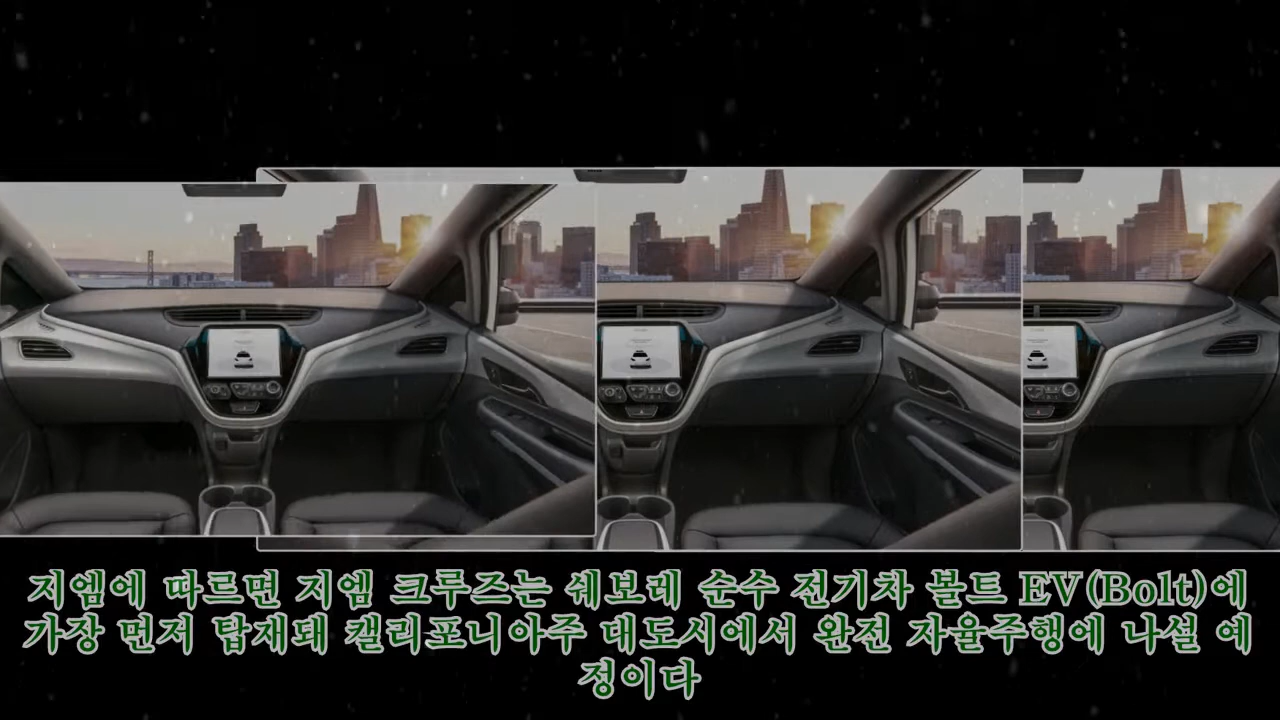 지엠에 따르면 지엠 크루즈는 쉐보레 순수 전기차 볼트 EV(Bolt)에
가장 먼저 탑재돼 캘리포니아주 대도시에서 완전 자율주행에 나설 예
정이다